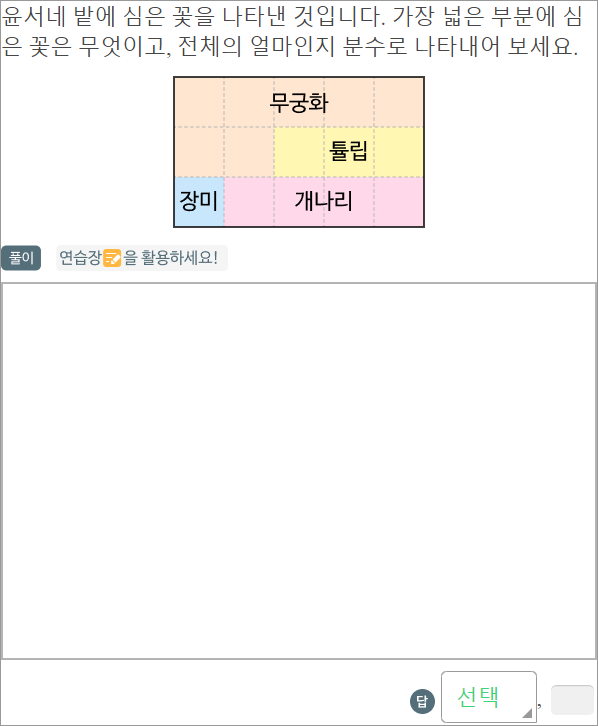 윤서네 밭에 심은 꽃을 나타낸 것입니다. 가장 넓은 부분에 심
은 꽃은 무엇이고, 전체의 얼마인지 분수로 나타내어 보세요.
무궁화
튤립
장미 개나리
풀이 연습장을 활용하세요!
답 선택 ,